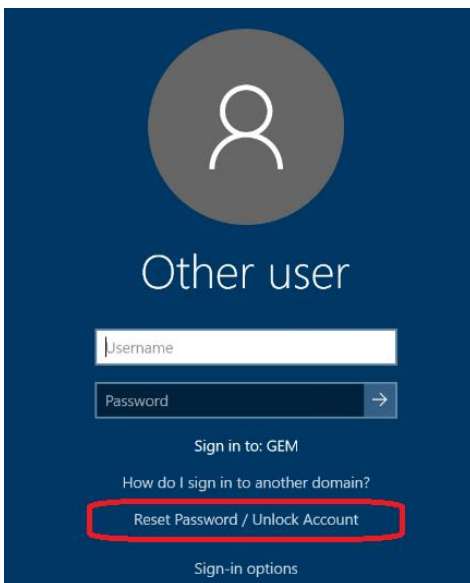 Other user
Username
Password
Sign in to: GEM
How do I sign in to another domain?
Reset Password / Unlock Account
Sign-in options